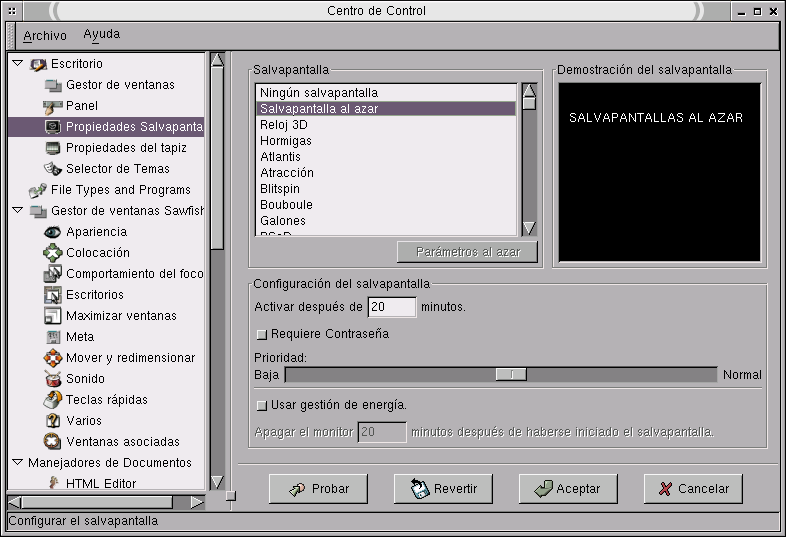 Centro de Control
Archivo Ayuda
Escritorio
Gestor de ventanas
Panel
Propiedades Salvapanta
Propiedades del tapiz
Selector de Temas
File Types and Programs
Gestor de ventanas Sawfish
Apariencia
Colocación
Comportamiento del foco
Escritorios
Maximizar ventanas
Meta
Mover y redimensionar
Sonido
Teclas rápidas
Varios
Ventanas asociadas
Manejadores de Documentos
HTML Editor
Salvapantalla
Ningún salvapantalla
Salvapantalla al azar
Reloj 3D
Hormigas
Atlantis
Atracción
Blitspin
Bouboule
Galones
BSoD
Parámetros al azar
Demostración del salvapantalla
SALVAPANTALLAS AL AZAR
Configuración del salvapantalla
Activar después de 20 minutos.
Requiere Contraseña
Prioridad:
Baja Normal
Usar gestión de energía.
Apagar el monitor 20 minutos después de haberse iniciado el salvapantalla.
Probar Revertir Aceptar Cancelar
Configurar el salvapantalla